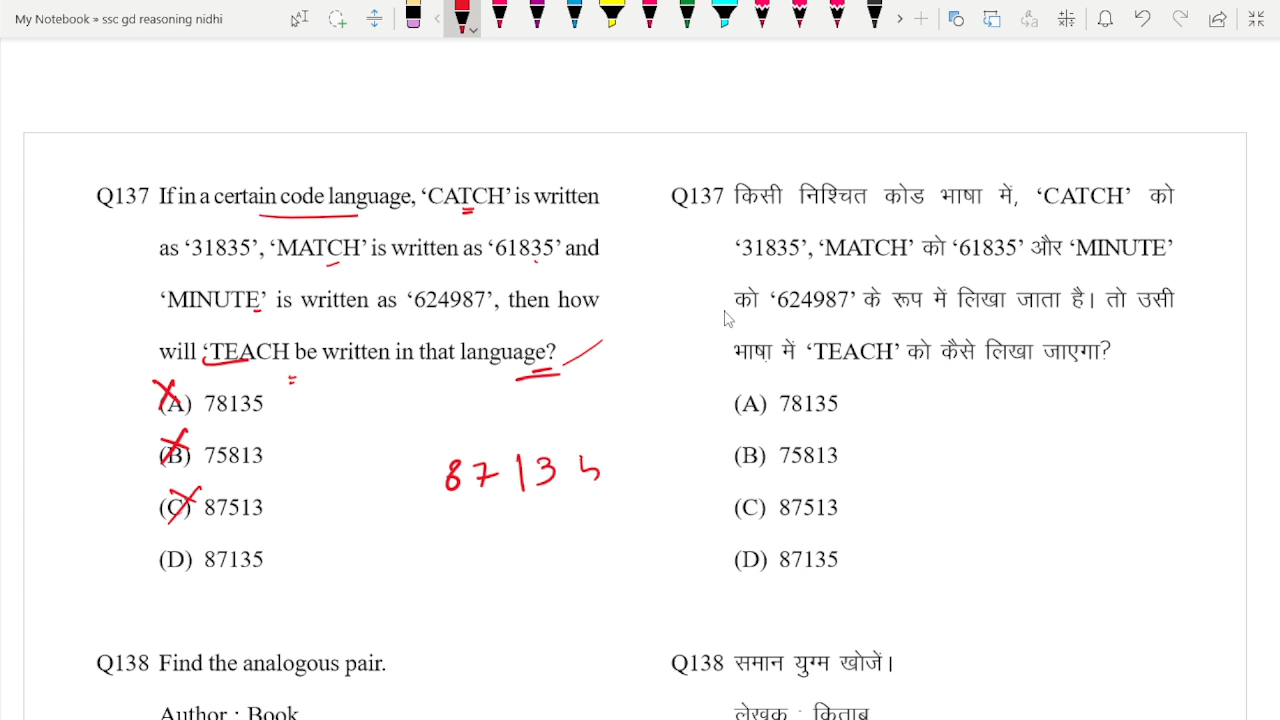 My Notebook » ssc gd reasoning nidhi
Q137 If in a certain code language, ‘CATCH’ is written
as ‘31835’, ‘MATCH’ is written as ‘61835’ and
‘MINUTE’ is written as ‘624987’, then how
will ‘TEACH be written in that language?
(A) 78135
(B) 75813
(C) 87513
(D) 87135
87135
Q138 Find the analogous pair.
Author : Book
Q137 किसी निश्चित कोड भाषा में, ‘CATCH’ को
‘31835’, ‘MATCH’ को ‘61835’ और ‘MINUTE’
को ‘624987’ के रूप में लिखा जाता है। तो उसी
भाषा में ‘TEACH’ को कैसे लिखा जाएगा?
(A) 78135
(B) 75813
(C) 87513
(D) 87135
Q138 समान युग्म खोजें।
लेखक : किताब